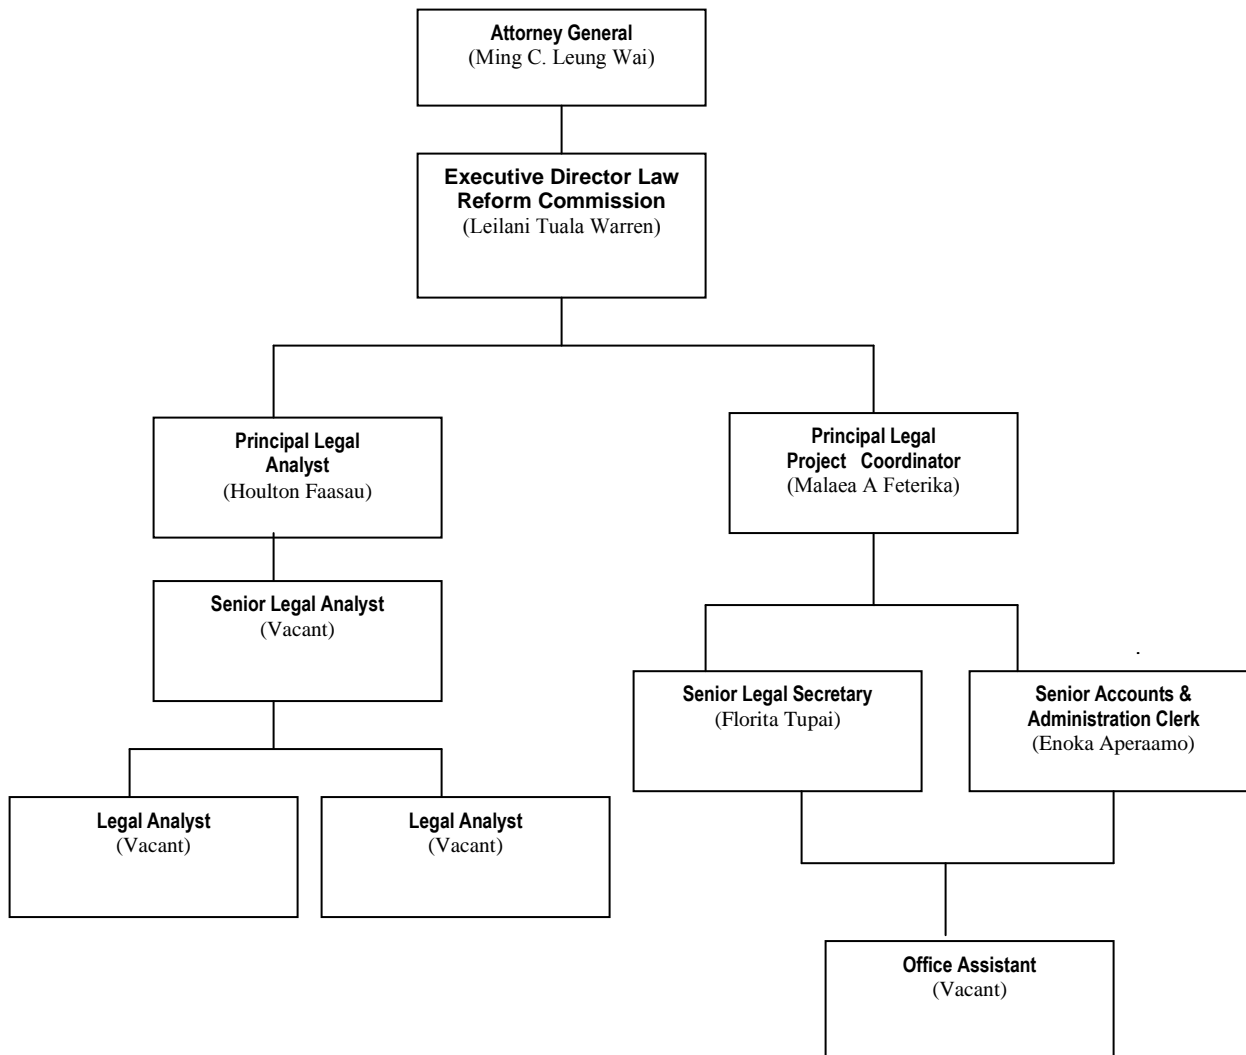 Attorney General
(Ming C. Leung Wai)
Executive Director Law
Reform Commission
(Leilani Tuala Warren)
Principal Legal
Analyst
(Houlton Faasau)
Principal Legal
Project Coordinator
(Malaea A Feterika)
Senior Legal Analyst
(Vacant)
Senior Legal Secretary
(Florita Tupai)
.
Senior Accounts &
Administration Clerk
(Enoka Aperaamo)
Legal Analyst
(Vacant)
Legal Analyst
(Vacant)
Office Assistant
(Vacant)